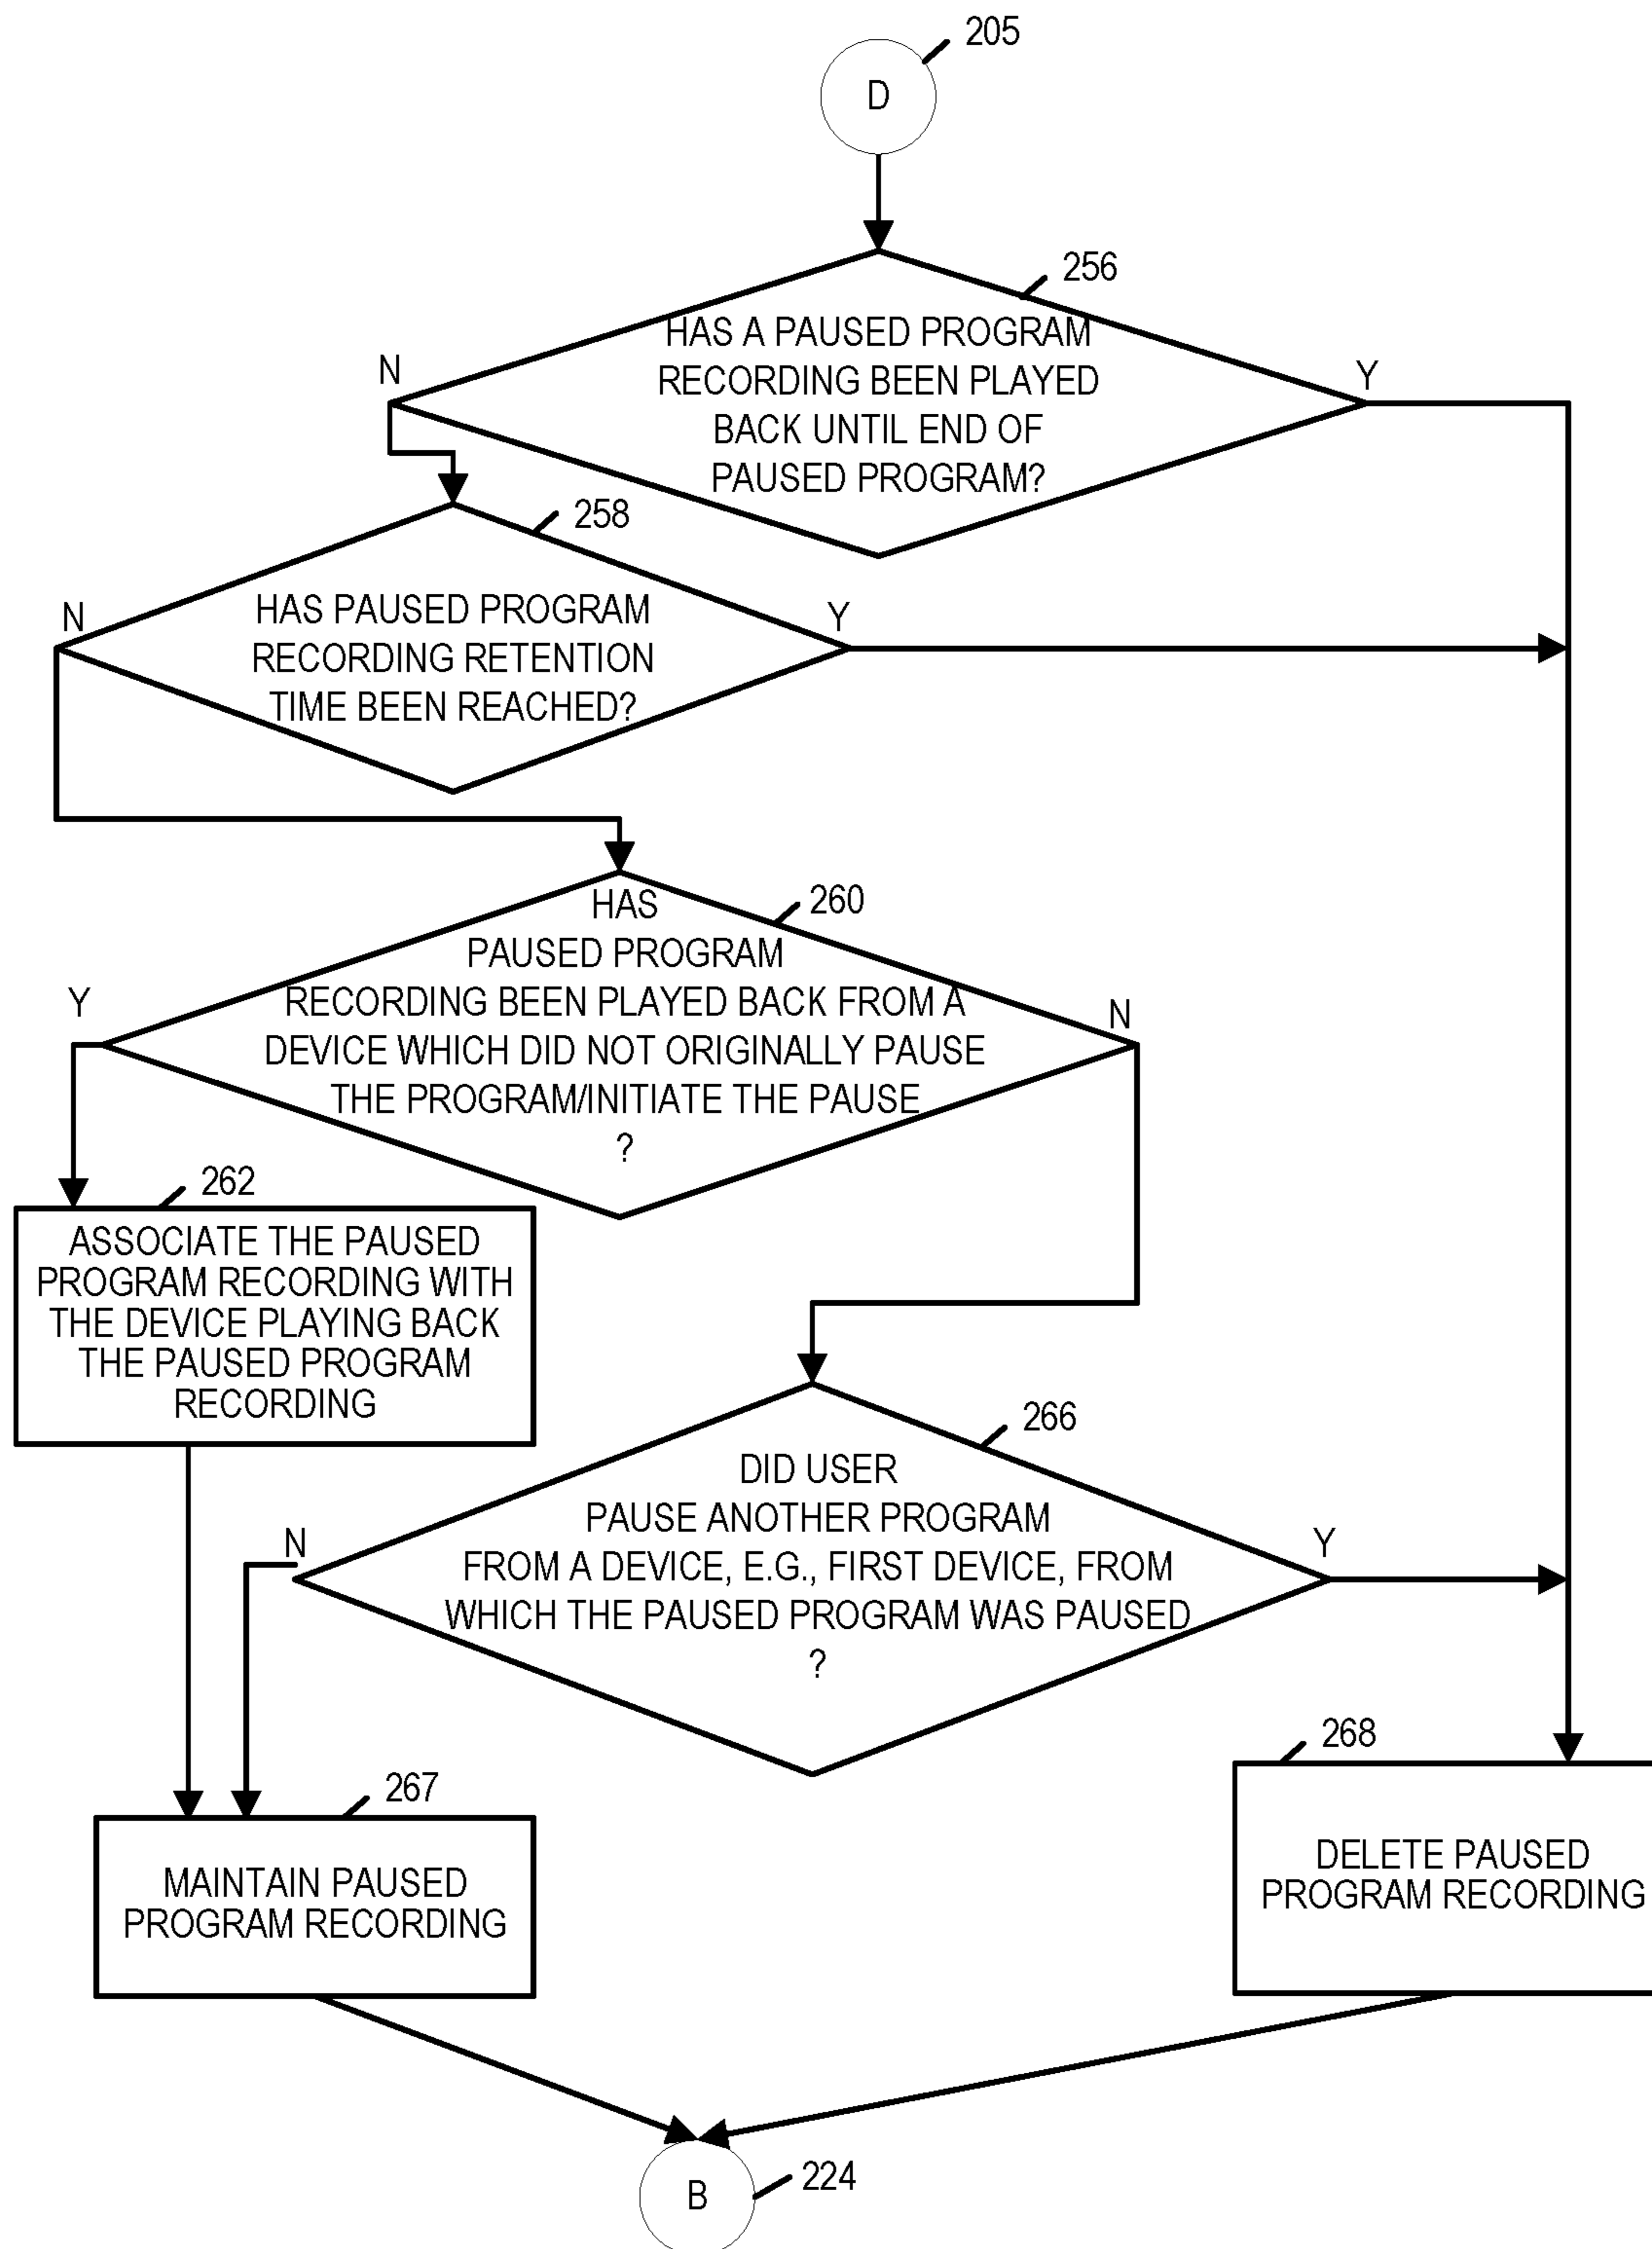 205
D
256
HAS A PAUSED PROGRAM
RECORDING BEEN PLAYED
BACK UNTIL END OF
PAUSED PROGRAM?
N
Y
258
HAS PAUSED PROGRAM
RECORDING RETENTION
TIME BEEN REACHED?
N
Y
260
HAS
PAUSED PROGRAM
RECORDING BEEN PLAYED BACK FROM A
DEVICE WHICH DID NOT ORIGINALLY PAUSE
THE PROGRAM/INITIATE THE PAUSE
?
Y
N
262
ASSOCIATE THE PAUSED
PROGRAM RECORDING WITH
THE DEVICE PLAYING BACK
THE PAUSED PROGRAM
RECORDING
266
DID USER
PAUSE ANOTHER PROGRAM
FROM A DEVICE, E.G., FIRST DEVICE, FROM
WHICH THE PAUSED PROGRAM WAS PAUSED
?
N
Y
267
MAINTAIN PAUSED
PROGRAM RECORDING
268
DELETE PAUSED
PROGRAM RECORDING
B
224